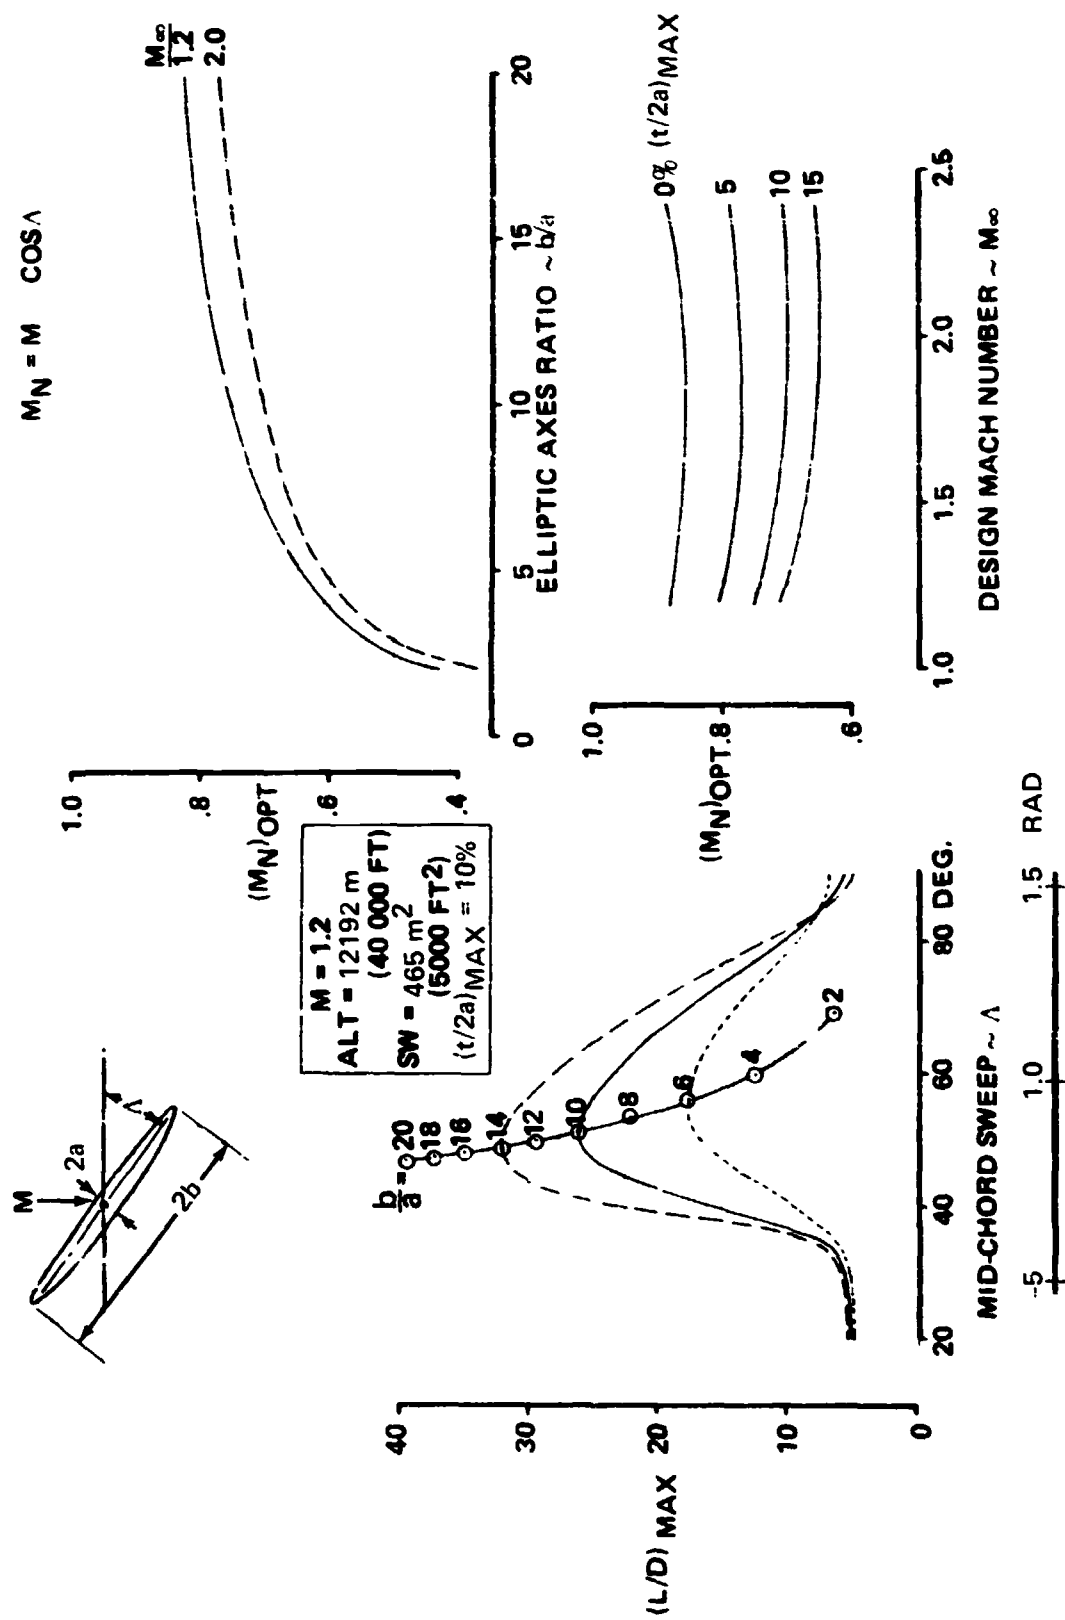 M
2a
Λ
2b
M = 1.2
ALT = 12192 m
(40 000 FT)
SW = 465 m²
(5000 FT²)
(t/2a)MAX = 10%
(L/D) MAX
40
30
20
10
0
b/a =
20
18
16
14
12
10
8
6
4
2
20
40
60
80 DEG.
MID-CHORD SWEEP ~ Λ
.5
1.0
1.5
RAD
MN = M COSΛ
(MN)OPT
1.0
.8
.6
.4
M∞
1.2
2.0
0
5
10
15
20
ELLIPTIC AXES RATIO ~ b/a
(MN)OPT
1.0
.8
.6
0% (t/2a)MAX
5
10
15
1.0
1.5
2.0
2.5
DESIGN MACH NUMBER ~ M∞